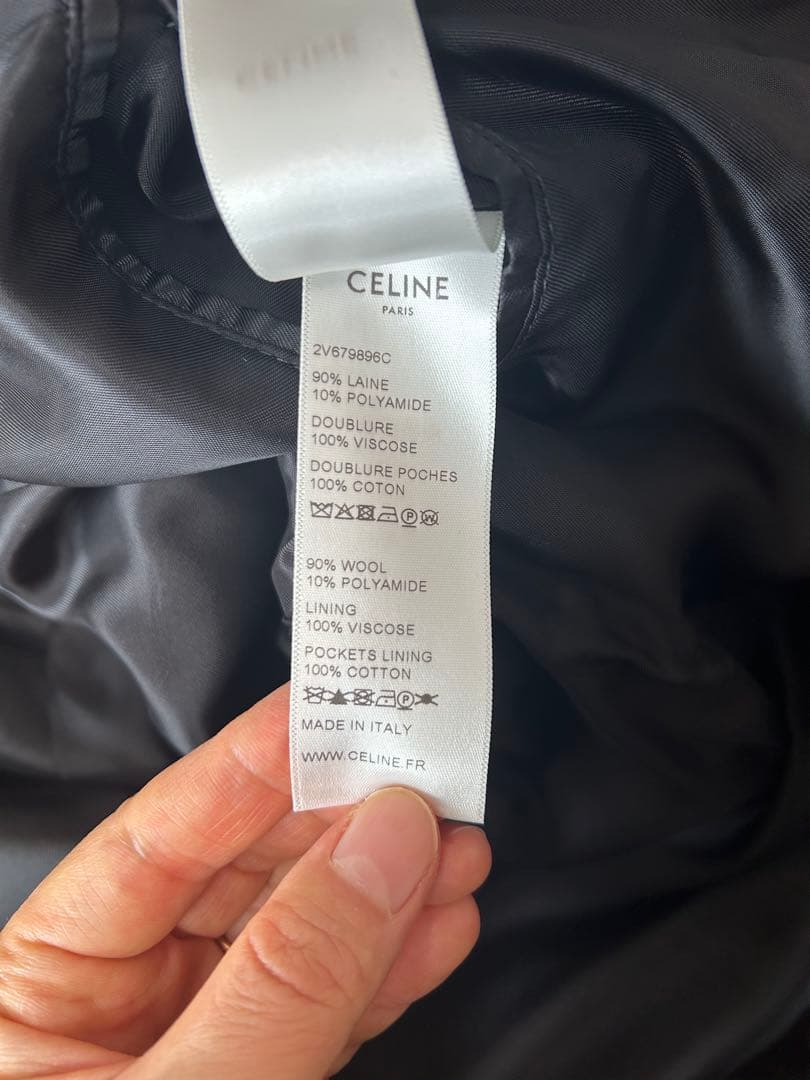 CELINE
CELINE
PARIS
2V679896C
90% LAINE
10% POLYAMIDE
DOUBLURE
100% VISCOSE
DOUBLURE POCHES
100% COTON
90% WOOL
10% POLYAMIDE
LINING
100% VISCOSE
POCKETS LINING
100% COTTON
MADE IN ITALY
WWW.CELINE.FR